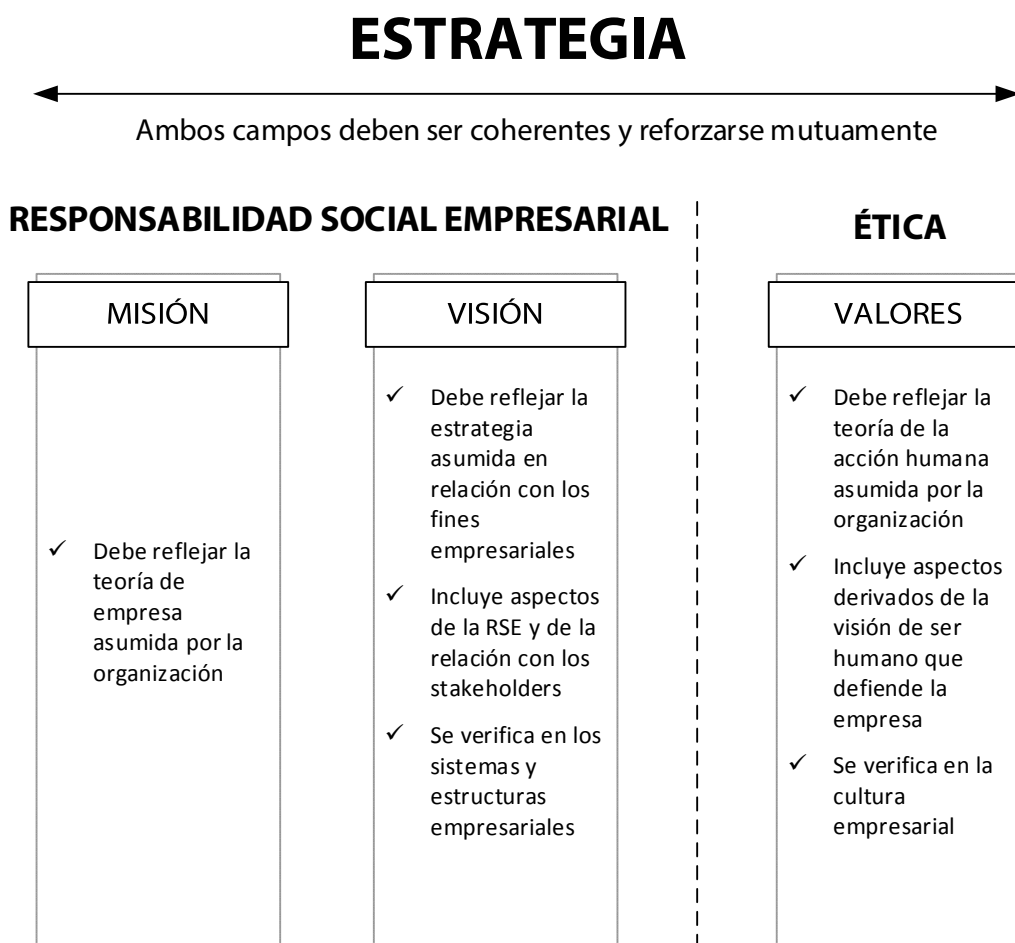 ESTRATEGIA
Ambos campos deben ser coherentes y reforzarse mutuamente
RESPONSABILIDAD SOCIAL EMPRESARIAL
MISIÓN
✓ Debe reflejar la
teoría de
empresa
asumida por la
organización
VISIÓN
✓ Debe reflejar la
estrategia
asumida en
relación con los
fines
empresariales
✓ Incluye aspectos
de la RSE y de la
relación con los
stakeholders
✓ Se verifica en los
sistemas y
estructuras
empresariales
ÉTICA
VALORES
✓ Debe reflejar la
teoría de la
acción humana
asumida por la
organización
✓ Incluye aspectos
derivados de la
visión de ser
humano que
defiende la
empresa
✓ Se verifica en la
cultura
empresarial